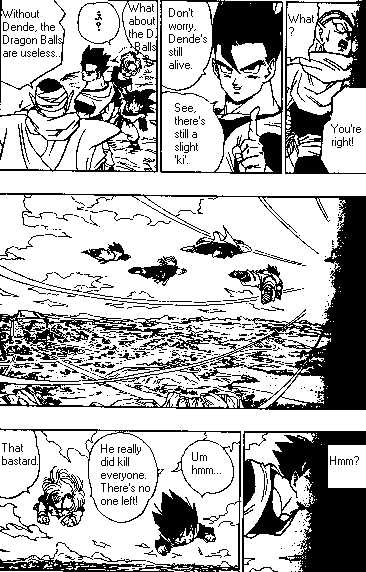 Without
Dende, the
Dragon Balls
are useless.
What
about
the D.
Balls
Don't
worry,
Dende's
still
alive.
See,
there's
still a
slight
'ki'.
What
?
You're
right!
That
bastard.
He really
did kill
everyone.
There's no
one left!
Um
hmm...
Hmm?